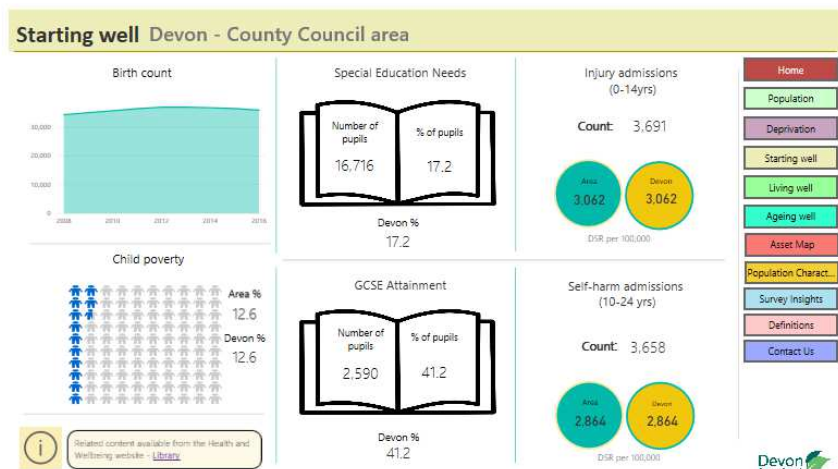 Starting well Devon - County Council area
Birth count
30,000
20,000
10,000
0
2008 2010 2012 2014 2016
Child poverty
Area %
12.6
Devon %
12.6
Related content available from the Health and
Wellbeing website - Library
Special Education Needs
Number of
pupils
16,716
% of pupils
17.2
Devon %
17.2
GCSE Attainment
Number of
pupils
2,590
% of pupils
41.2
Devon %
41.2
Injury admissions
(0-14yrs)
Count: 3,691
Area
3,062
Devon
3,062
DSR per 100,000
Self-harm admissions
(10-24 yrs)
Count: 3,658
Area
2,864
Devon
2,864
DSR per 100,000
Home
Population
Deprivation
Starting well
Living well
Ageing well
Asset Map
Population Charact...
Survey Insights
Definitions
Contact Us
Devon